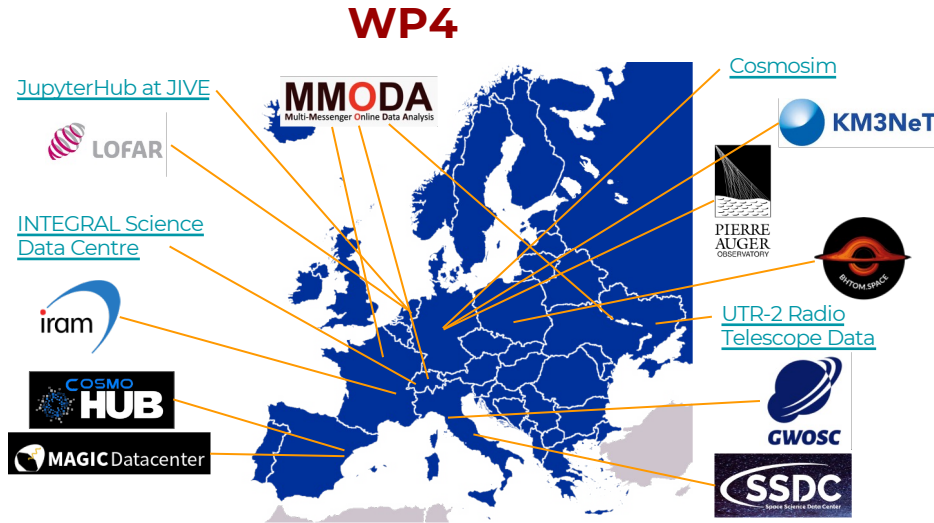 WP4
JupyterHub at JIVE
LOFAR
INTEGRAL Science
Data Centre
iram
COSMO
HUB
MAGIC Datacenter
MMODA
Multi-Messenger Online Data Analysis
Cosmosim
KM3NeT
PIERRE
AUGER
OBSERVATORY
BHTOM.SPACE
UTR-2 Radio
Telescope Data
GWOSC
SSDC
Space Science Data Center